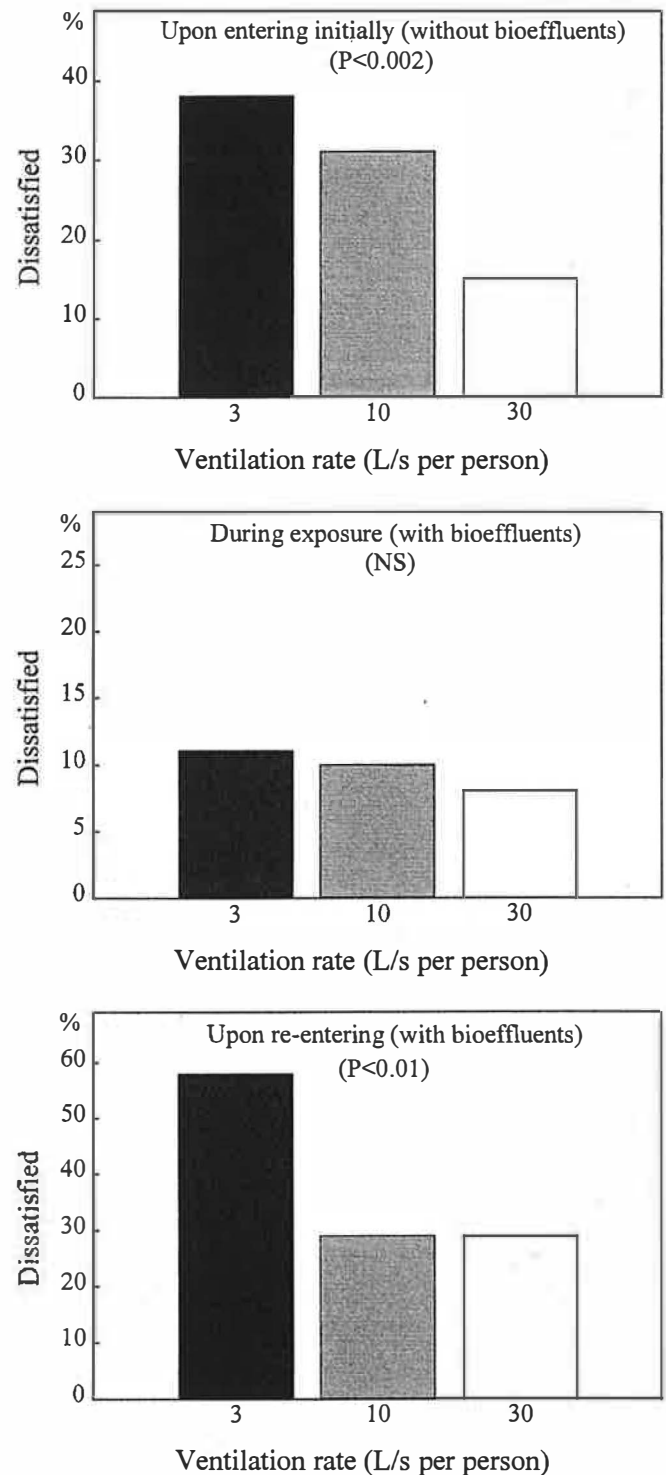 %
Upon entering initially (without bioeffluents)
(P<0.002)
40
30
20
10
0
Dissatisfied
3 10 30
Ventilation rate (L/s per person)
%
During exposure (with bioeffluents)
(NS)
25
20
15
10
5
0
Dissatisfied
3 10 30
Ventilation rate (L/s per person)
%
Upon re-entering (with bioeffluents)
(P<0.01)
60
50
40
30
20
10
0
Dissatisfied
3 10 30
Ventilation rate (L/s per person)